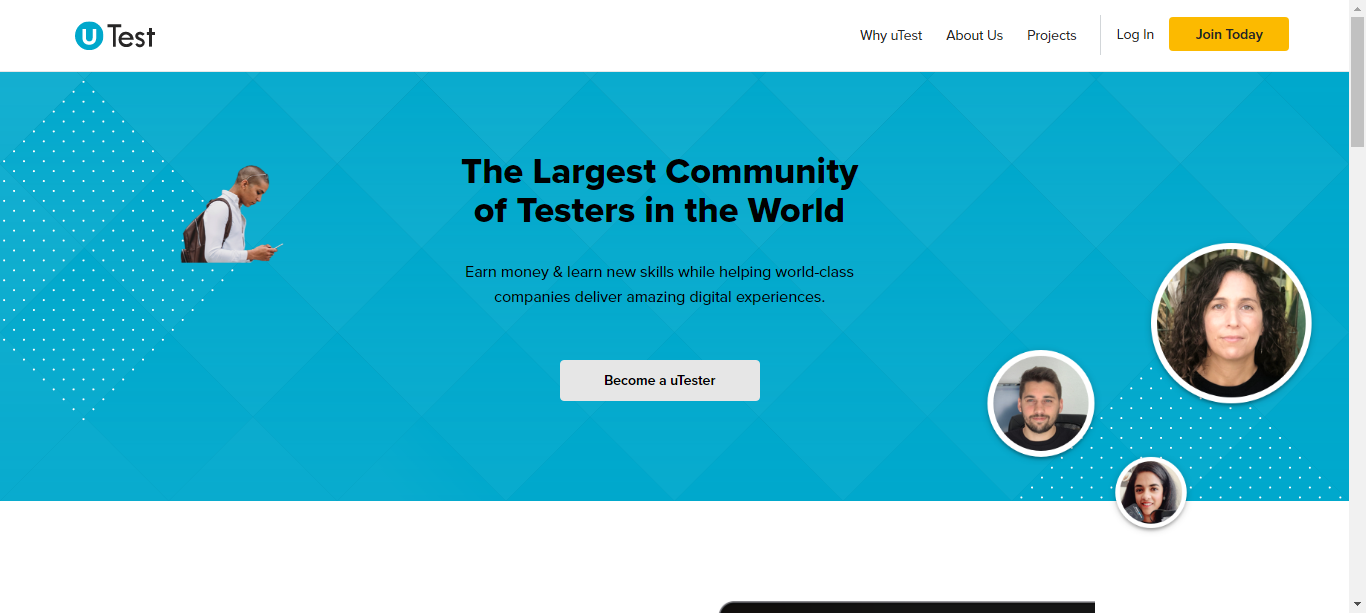 uTest
Why uTest
About Us
Projects
Log In
Join Today
The Largest Community
of Testers in the World
Earn money & learn new skills while helping world-class
companies deliver amazing digital experiences.
Become a uTester